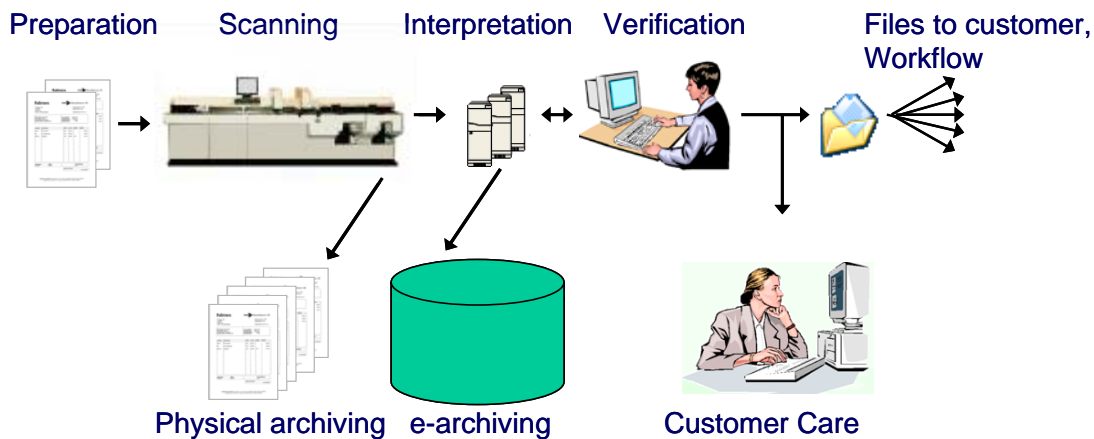 Preparation
Scanning
Interpretation
Verification
Files to customer,
Workflow
Physical archiving
e-archiving
Customer Care